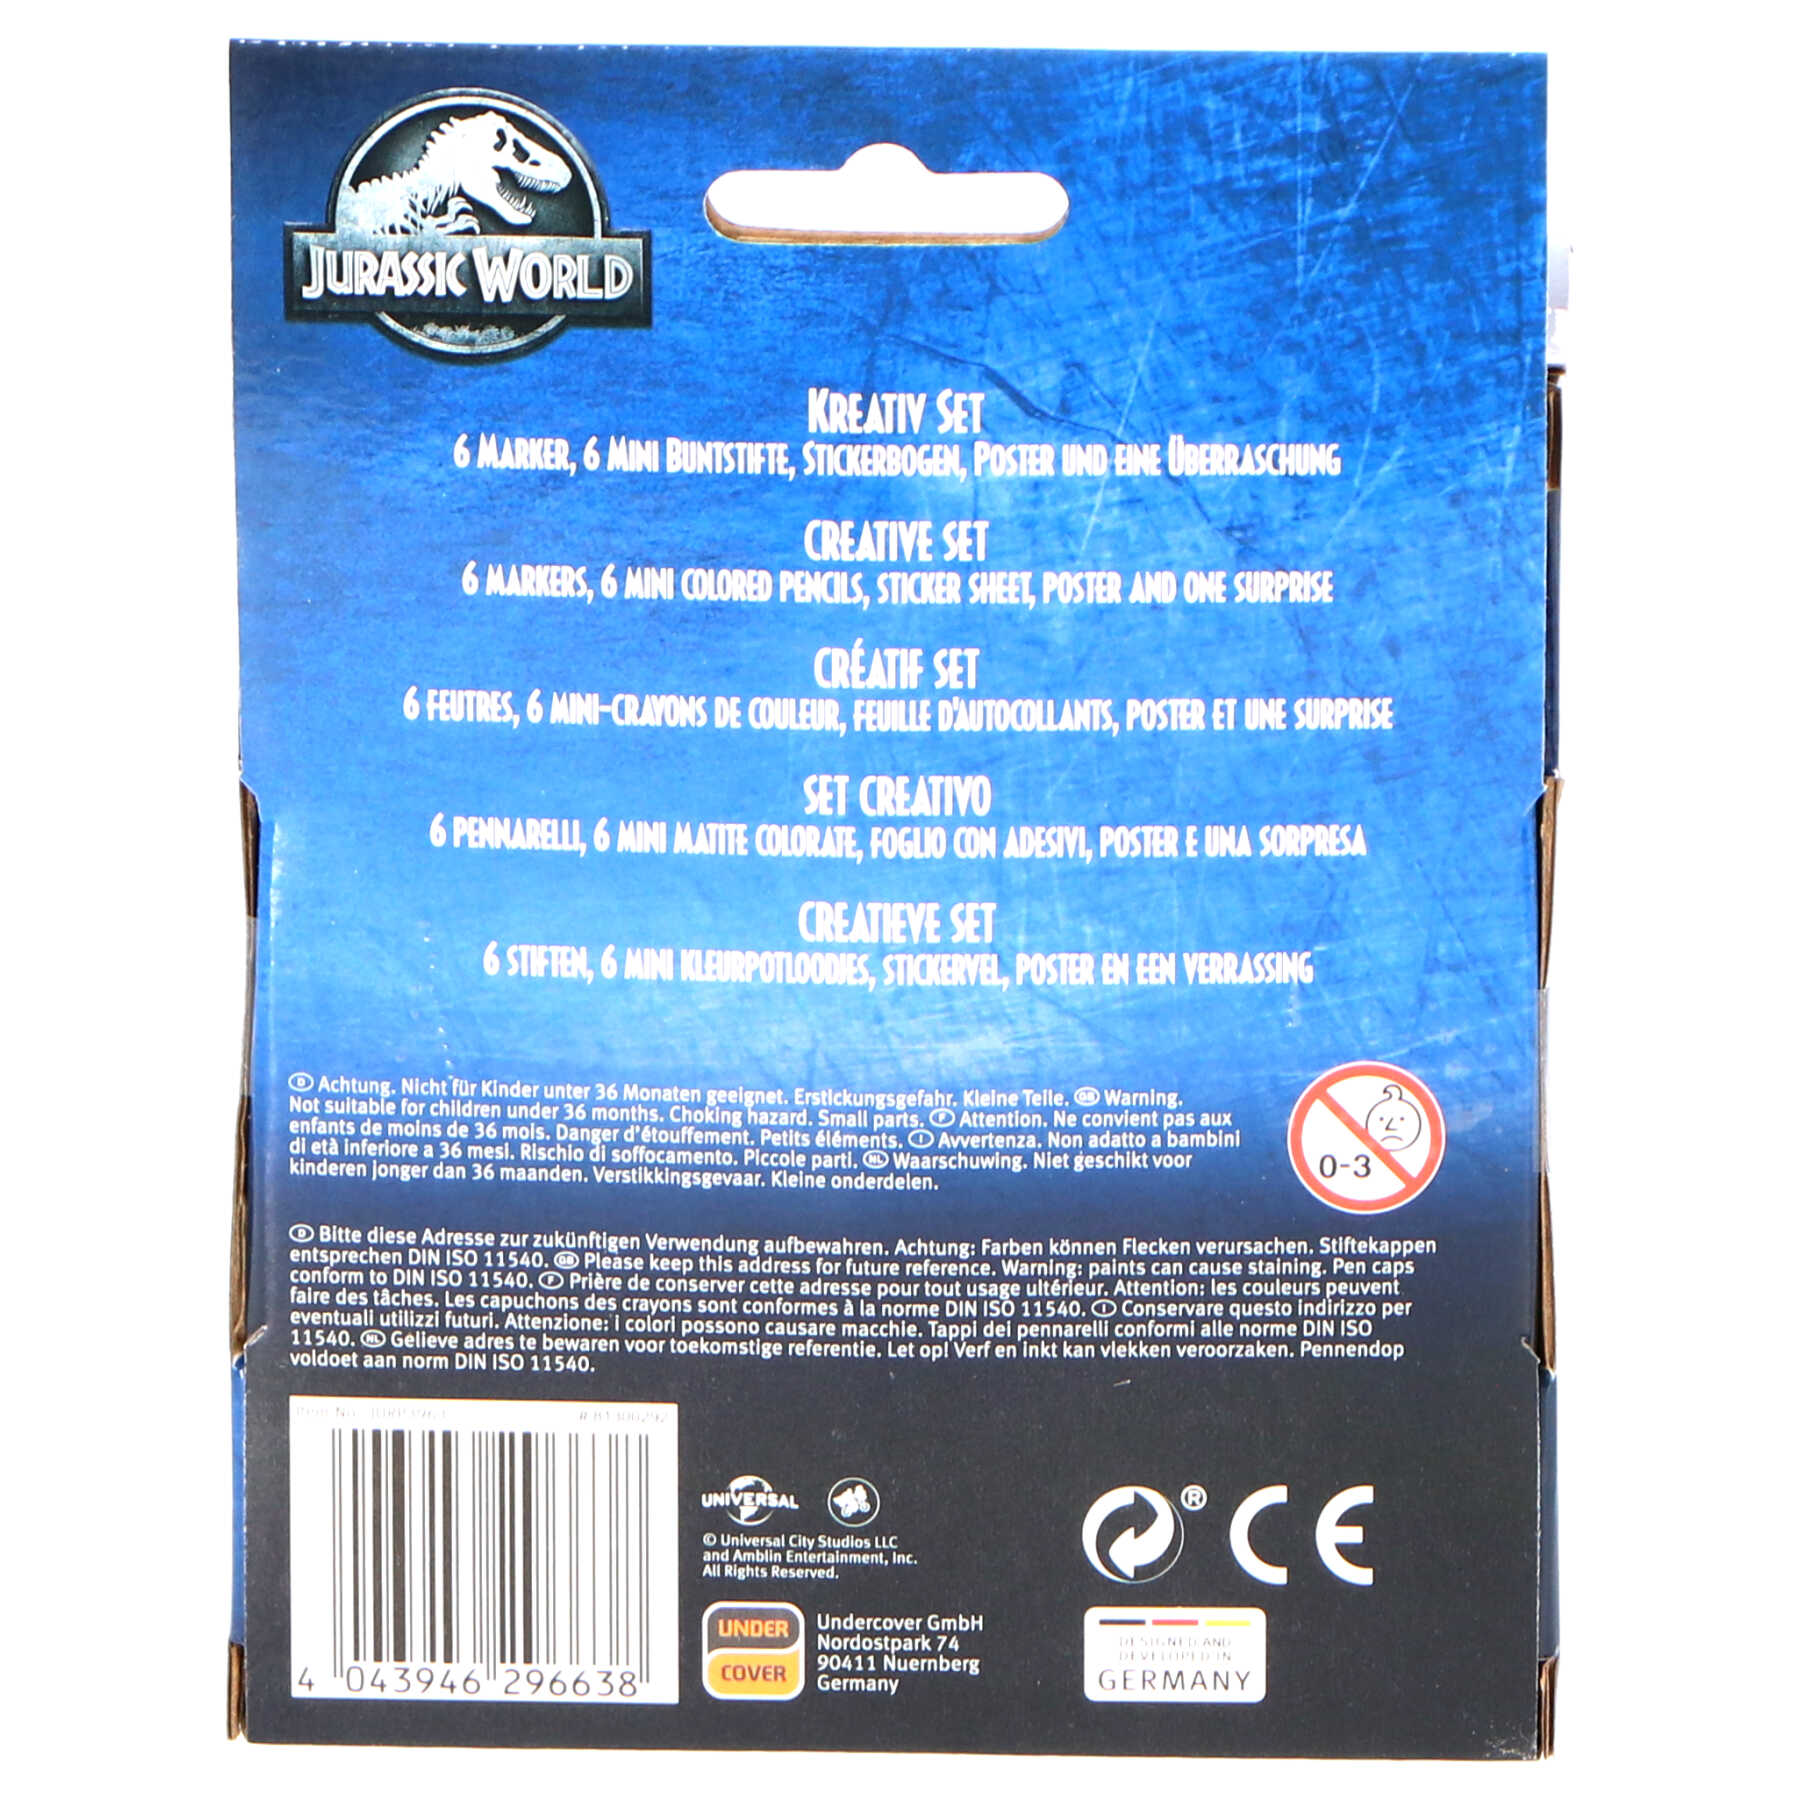 JURASSIC WORLD
KREATIV SET
6 MARKER, 6 MINI BUNTSTIFTE, STICKERBOGEN, POSTER UND EINE ÜBERRASCHUNG
CREATIVE SET
6 MARKERS, 6 MINI COLORED PENCILS, STICKER SHEET, POSTER AND ONE SURPRISE
CRÉATIF SET
6 FEUTRES, 6 MINI-CRAYONS DE COULEUR, FEUILLE D'AUTOCOLLANTS, POSTER ET UNE SURPRISE
SET CREATIVO
6 PENNARELLI, 6 MINI MATITE COLORATE, FOGLIO CON ADESIVI, POSTER E UNA SORPRESA
CREATIEVE SET
6 STIFTEN, 6 MINI KLEURPOTLOODJES, STICKERVEL, POSTER EN EEN VERRASSING
D Achtung. Nicht für Kinder unter 36 Monaten geeignet. Erstickungsgefahr. Kleine Teile. GB Warning.
Not suitable for children under 36 months. Choking hazard. Small parts. F Attention. Ne convient pas aux
enfants de moins de 36 mois. Danger d'étouffement. Petits éléments. I Avvertenza. Non adatto a bambini
di età inferiore a 36 mesi. Rischio di soffocamento. Piccole parti. NL Waarschuwing. Niet geschikt voor
kinderen jonger dan 36 maanden. Verstikkingsgevaar. Kleine onderdelen.
0-3
D Bitte diese Adresse zur zukünftigen Verwendung aufbewahren. Achtung: Farben können Flecken verursachen. Stiftekappen
entsprechen DIN ISO 11540. GB Please keep this address for future reference. Warning: paints can cause staining. Pen caps
conform to DIN ISO 11540. F Prière de conserver cette adresse pour tout usage ultérieur. Attention: les couleurs peuvent
faire des tâches. Les capuchons des crayons sont conformes à la norme DIN ISO 11540. I Conservare questo indirizzo per
eventuali utilizzi futuri. Attenzione: i colori possono causare macchie. Tappi dei pennarelli conformi alle norme DIN ISO
11540. NL Gelieve adres te bewaren voor toekomstige referentie. Let op! Verf en inkt kan vlekken veroorzaken. Pennendop
voldoet aan norm DIN ISO 11540.
Item No.
4 043946 296638
UNIVERSAL
© Universal City Studios LLC
and Amblin Entertainment, Inc.
All Rights Reserved.
UNDER
COVER
Undercover GmbH
Nordostpark 74
90411 Nuernberg
Germany
® CE
DESIGNED AND
DEVELOPED IN
GERMANY